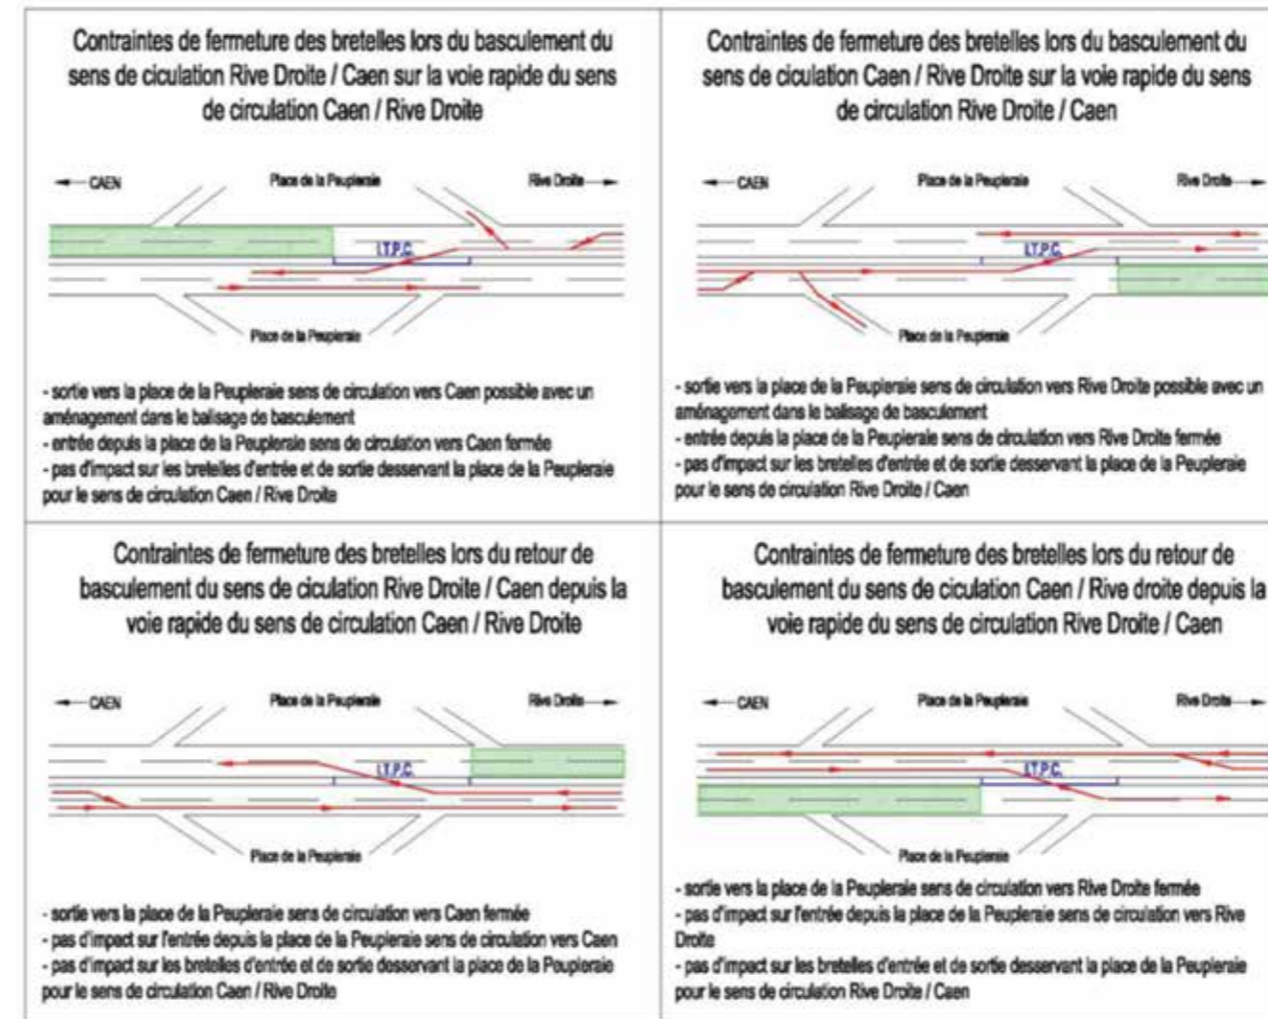 Contraintes de fermeture des bretelles lors du basculement du
sens de ciculation Rive Droite / Caen sur la voie rapide du sens
de circulation Caen / Rive Droite
CAEN
Place de la Peupleraie
Rive Droite
I.T.P.C.
Place de la Peupleraie
- sortie vers la place de la Peupleraie sens de circulation vers Caen possible avec un
aménagement dans le balisage de basculement
- entrée depuis la place de la Peupleraie sens de circulation vers Caen fermée
- pas d'impact sur les bretelles d'entrée et de sortie desservant la place de la Peupleraie
pour le sens de circulation Caen / Rive Droite
Contraintes de fermeture des bretelles lors du basculement du
sens de ciculation Caen / Rive Droite sur la voie rapide du sens
de circulation Rive Droite / Caen
CAEN
Place de la Peupleraie
Rive Droite
I.T.P.C.
Place de la Peupleraie
- sortie vers la place de la Peupleraie sens de circulation vers Rive Droite possible avec un
aménagement dans le balisage de basculement
- entrée depuis la place de la Peupleraie sens de circulation vers Rive Droite fermée
- pas d'impact sur les bretelles d'entrée et de sortie desservant la place de la Peupleraie
pour le sens de circulation Rive Droite / Caen
Contraintes de fermeture des bretelles lors du retour de
basculement du sens de ciculation Rive Droite / Caen depuis la
voie rapide du sens de circulation Caen / Rive Droite
CAEN
Place de la Peupleraie
Rive Droite
I.T.P.C.
Place de la Peupleraie
- sortie vers la place de la Peupleraie sens de circulation vers Caen fermée
- pas d'impact sur l'entrée depuis la place de la Peupleraie sens de circulation vers Caen
- pas d'impact sur les bretelles d'entrée et de sortie desservant la place de la Peupleraie
pour le sens de circulation Caen / Rive Droite
Contraintes de fermeture des bretelles lors du retour de
basculement du sens de ciculation Caen / Rive droite depuis la
voie rapide du sens de circulation Rive Droite / Caen
CAEN
Place de la Peupleraie
Rive Droite
I.T.P.C.
Place de la Peupleraie
- sortie vers la place de la Peupleraie sens de circulation vers Rive Droite fermée
- pas d'impact sur l'entrée depuis la place de la Peupleraie sens de circulation vers Rive
Droite
- pas d'impact sur les bretelles d'entrée et de sortie desservant la place de la Peupleraie
pour le sens de circulation Rive Droite / Caen